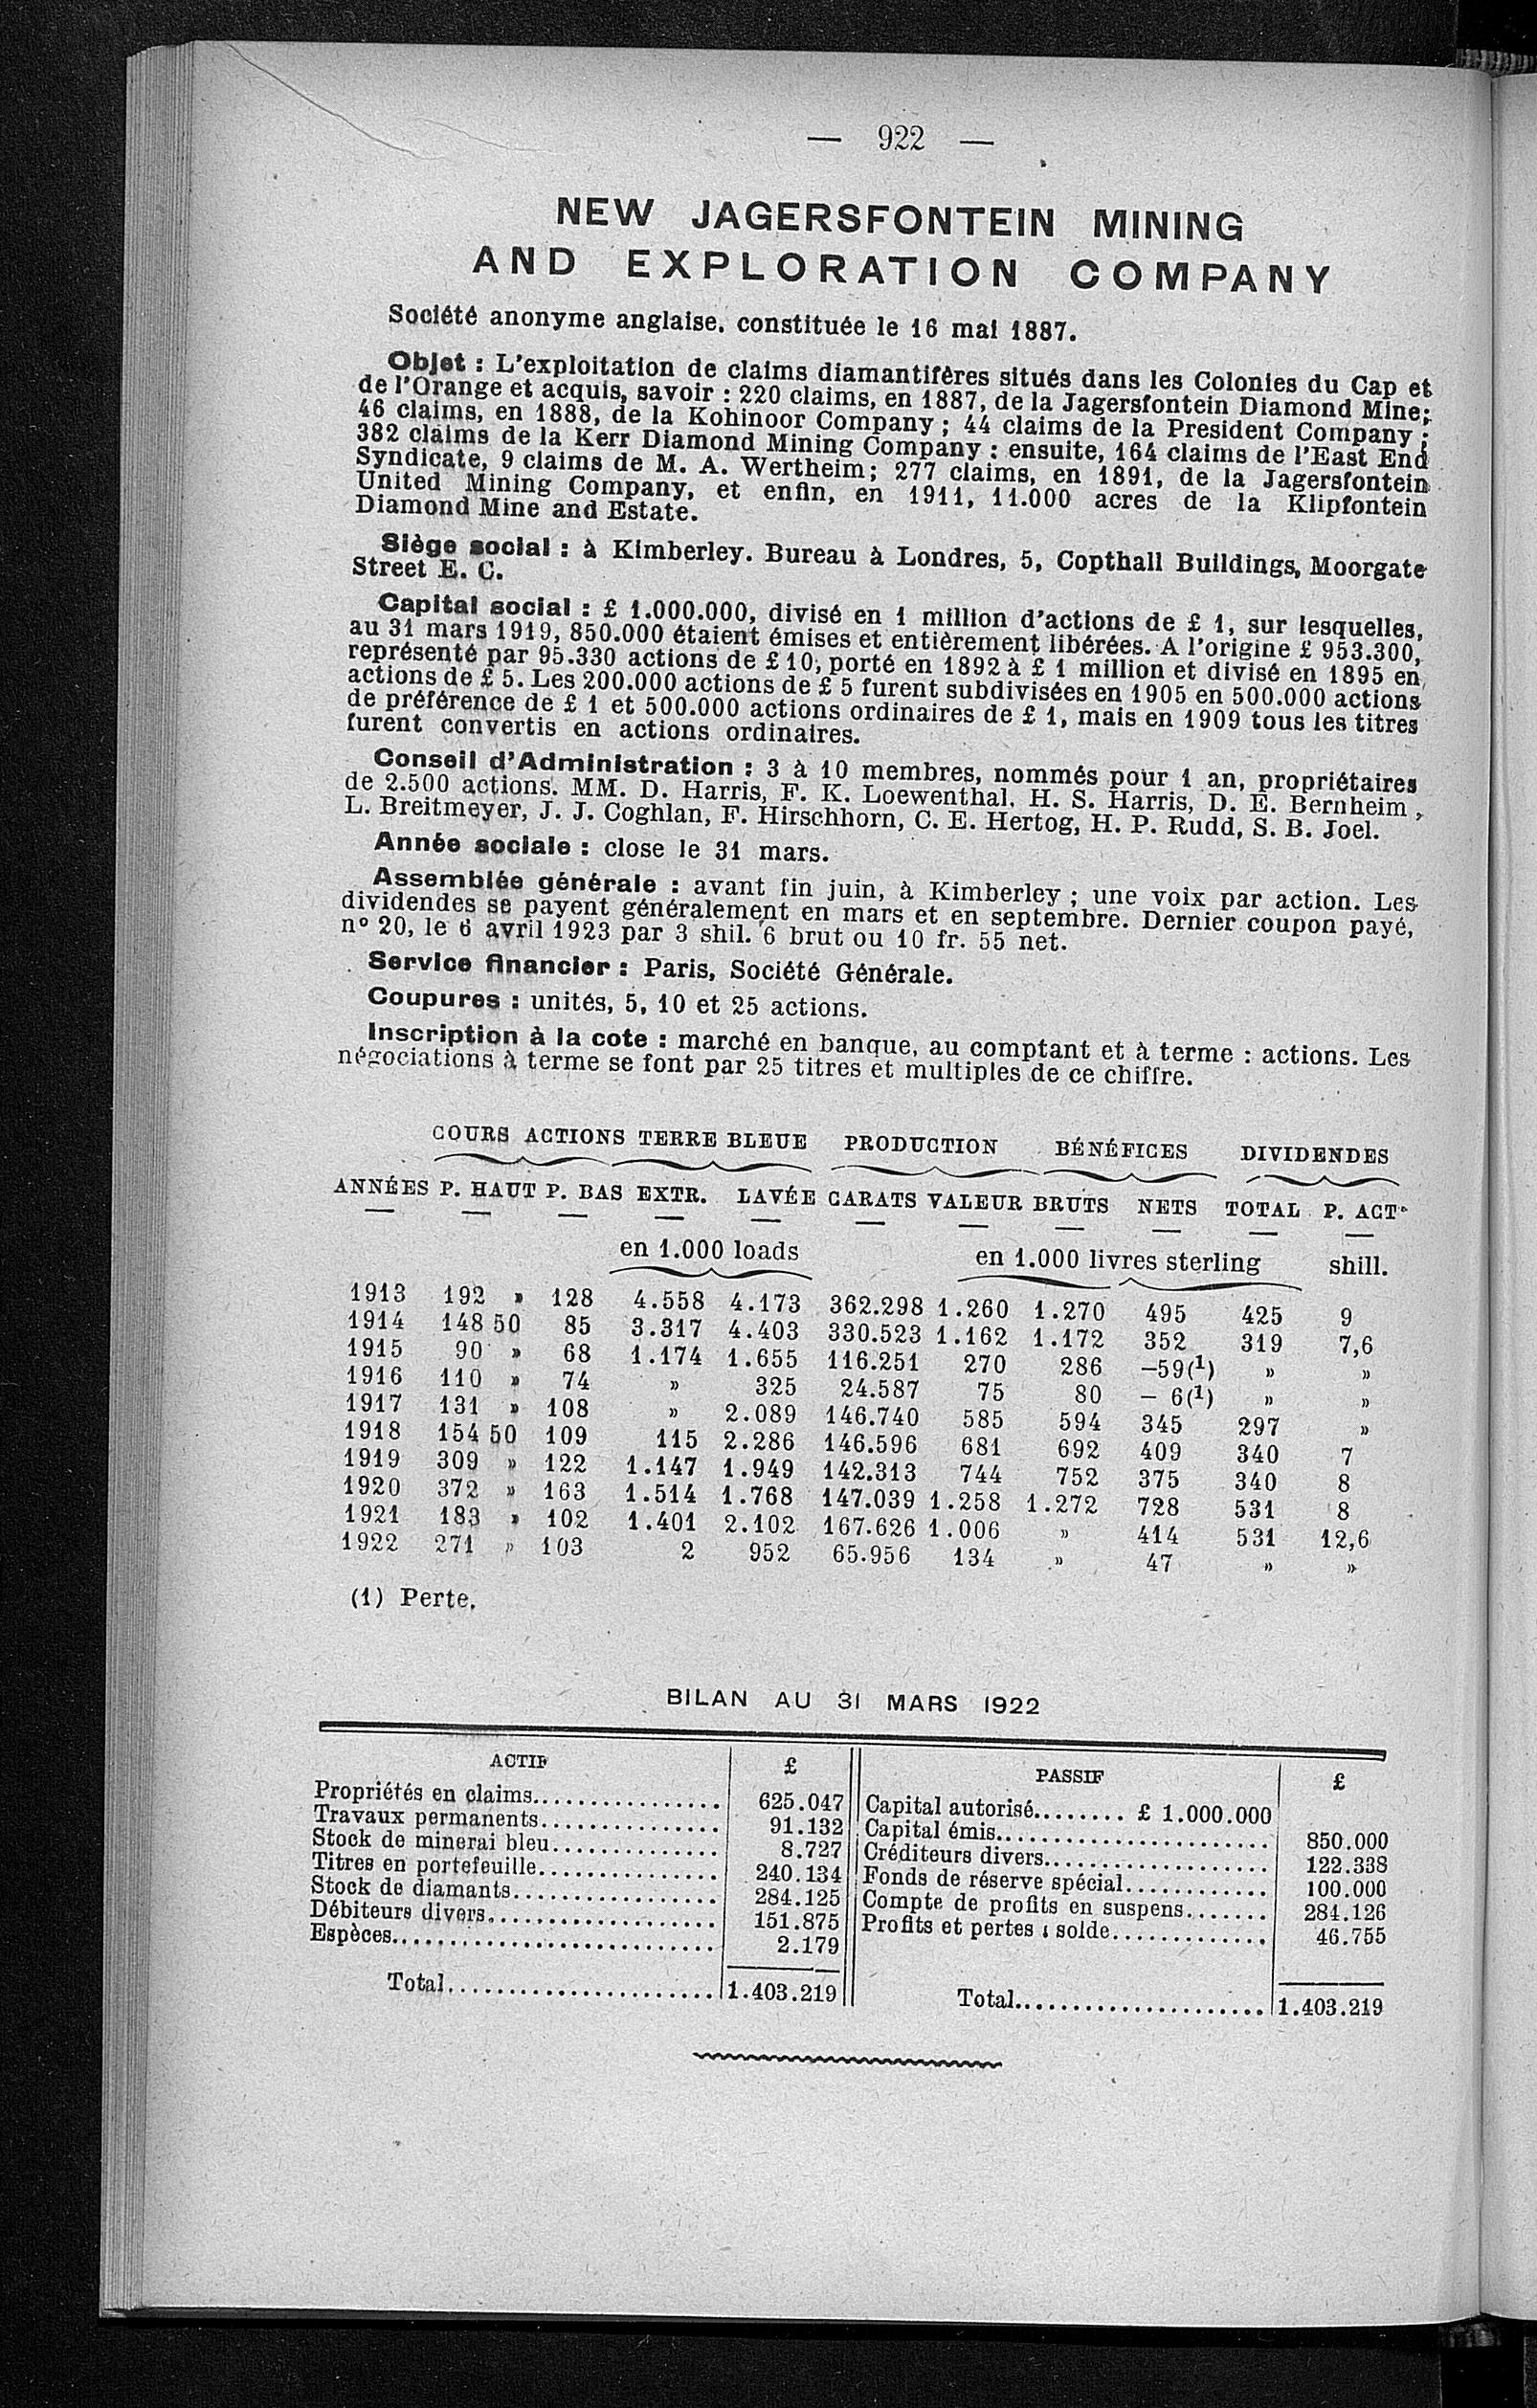 — 922 —
NEW JAGERSFONTEIN MINING
AND EXPLORATION COMPANY
Société anonyme anglaise, constituée le 16 mai 1887.
Objet : L'exploitation de claims diamantifères situés dans les Colonies du Cap et
de l'Orange et acquis, savoir : 220 claims, en 1887, de la Jagersfontein Diamond Mine;
46 claims, en 1888, de la Kohinoor Company ; 44 claims de la President Company ;
382 claims de la Kerr Diamond Mining Company : ensuite, 164 claims de l'East End
Syndicate, 9 claims de M. A. Wertheim; 277 claims, en 1891, de la Jagersfontein
United Mining Company, et enfin, en 1911, 11.000 acres de la Klipfontein
Diamond Mine and Estate.
Siège social : à Kimberley. Bureau à Londres, 5, Copthall Buildings, Moorgate
Street E. C.
Capital social : £ 1.000.000, divisé en 1 million d'actions de £ 1, sur lesquelles,
au 31 mars 1919, 850.000 étaient émises et entièrement libérées. A l'origine £ 953.300,
représenté par 95.330 actions de £ 10, porté en 1892 à £ 1 million et divisé en 1895 en
actions de £ 5. Les 200.000 actions de £ 5 furent subdivisées en 1905 en 500.000 actions
de préférence de £ 1 et 500.000 actions ordinaires de £ 1, mais en 1909 tous les titres
furent convertis en actions ordinaires.
Conseil d'Administration : 3 à 10 membres, nommés pour 1 an, propriétaires
de 2.500 actions. MM. D. Harris, F. K. Loewenthal, H. S. Harris, D. E. Bernheim,
L. Breitmeyer, J. J. Coghlan, F. Hirschhorn, C. E. Hertog, H. P. Rudd, S. B. Joel.
Année sociale : close le 31 mars.
Assemblée générale : avant fin juin, à Kimberley ; une voix par action. Les
dividendes se payent généralement en mars et en septembre. Dernier coupon payé,
n° 20, le 6 avril 1923 par 3 shil. 6 brut ou 10 fr. 55 net.
Service financier : Paris, Société Générale.
Coupures : unités, 5, 10 et 25 actions.
Inscription à la cote : marché en banque, au comptant et à terme : actions. Les
négociations à terme se font par 25 titres et multiples de ce chiffre.
COURS ACTIONS TERRE BLEUE PRODUCTION BÉNÉFICES DIVIDENDES
ANNÉES P. HAUT P. BAS EXTR. LAVÉE CARATS VALEUR BRUTS NETS TOTAL P. ACT<sup>n</sup>
en 1.000 loads en 1.000 livres sterling shill.
1913 192 » 128 4.558 4.173 362.298 1.260 1.270 495 425 9
1914 148 50 85 3.317 4.403 330.523 1.162 1.172 352 319 7,6
1915 90 » 68 1.174 1.655 116.251 270 286 —59(1) » »
1916 110 » 74 » 325 24.587 75 80 — 6(1) » »
1917 131 » 108 » 2.089 146.740 585 594 345 297 »
1918 154 50 109 115 2.286 146.596 681 692 409 340 7
1919 309 » 122 1.147 1.949 142.313 744 752 375 340 8
1920 372 » 163 1.514 1.768 147.039 1.258 1.272 728 531 8
1921 183 » 102 1.401 2.102 167.626 1.006 » 414 531 12,6
1922 271 » 103 2 952 65.956 134 » 47 » »
(1) Perte.
BILAN AU 31 MARS 1922
ACTIF £ PASSIF £
Propriétés en claims................ 625.047 Capital autorisé........ £ 1.000.000
Travaux permanents............... 91.132 Capital émis....................... 850.000
Stock de minerai bleu.............. 8.727 Créditeurs divers................... 122.338
Titres en portefeuille............... 240.134 Fonds de réserve spécial............ 100.000
Stock de diamants................. 284.125 Compte de profits en suspens....... 284.126
Débiteurs divers................... 151.875 Profits et pertes : solde............. 46.755
Espèces........................... 2.179
Total....................... 1.403.219 Total..................... 1.403.219